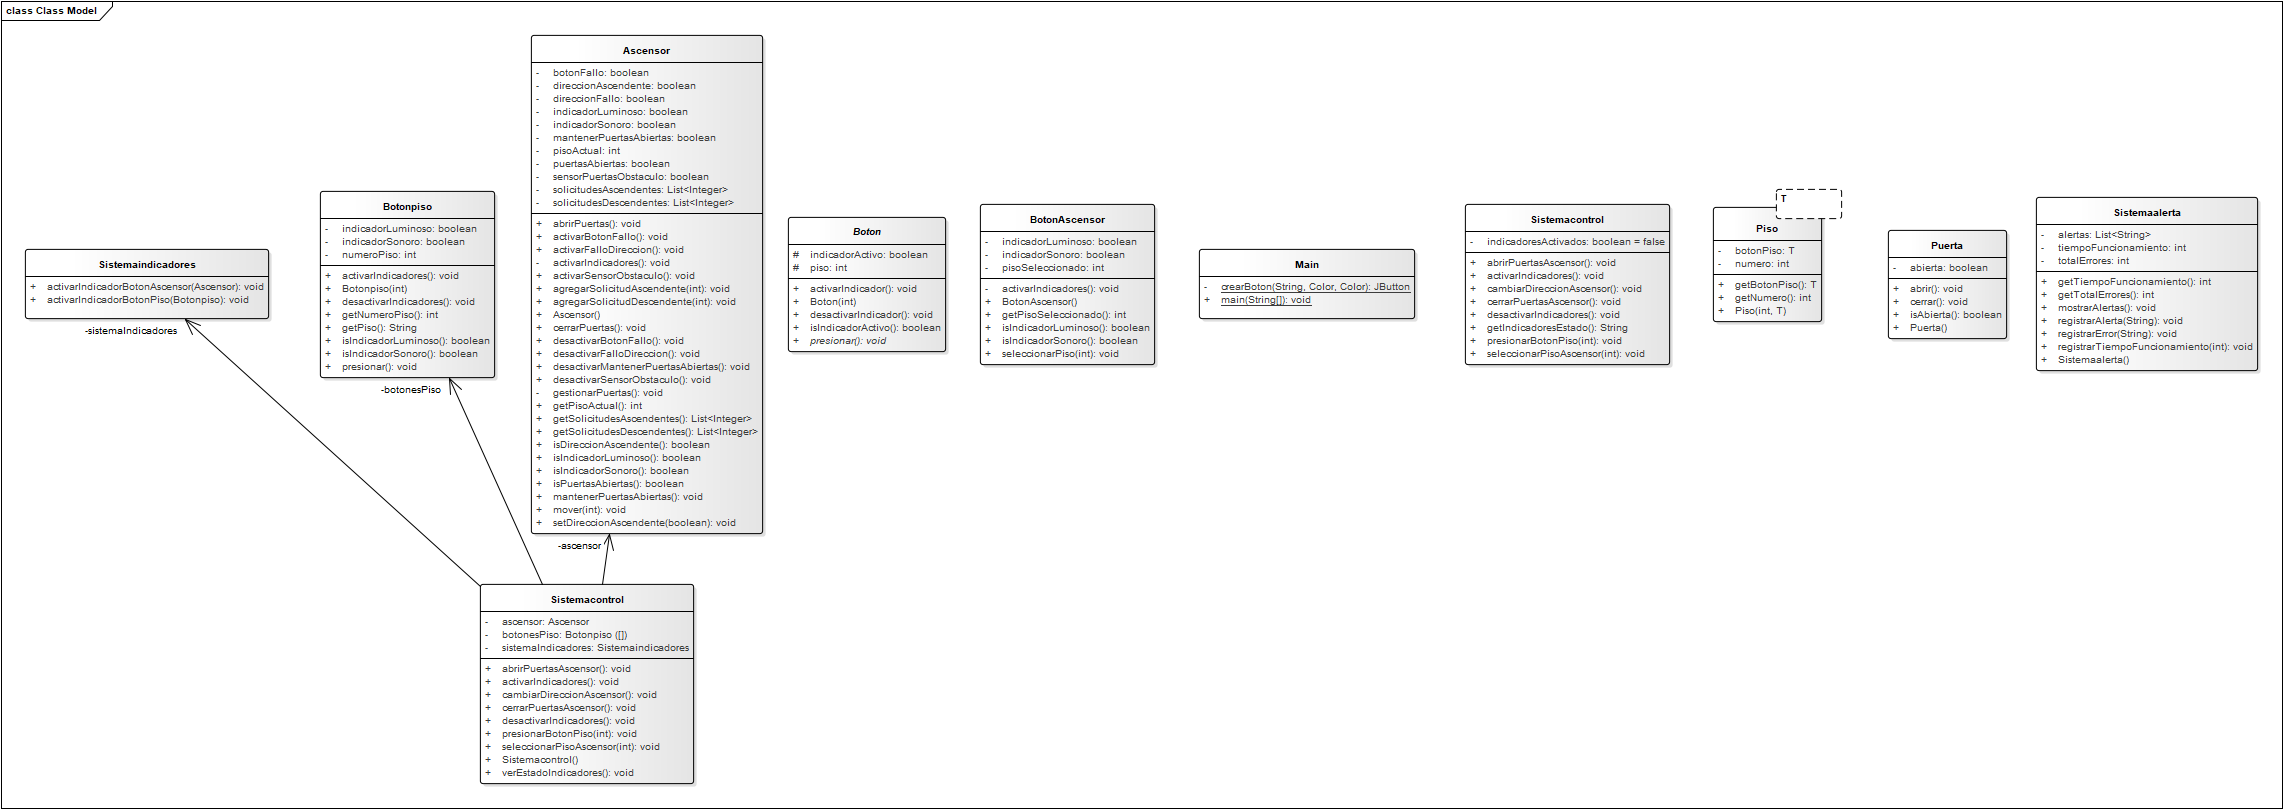 class Class Model
Sistemaindicadores
+ activarIndicadorBotonAscensor(Ascensor): void
+ activarIndicadorBotonPiso(Botonpiso): void
-sistemaIndicadores
Botonpiso
- indicadorLuminoso: boolean
- indicadorSonoro: boolean
- numeroPiso: int
+ activarIndicadores(): void
+ Botonpiso(int)
+ desactivarIndicadores(): void
+ getNumeroPiso(): int
+ getPiso(): String
+ isIndicadorLuminoso(): boolean
+ isIndicadorSonoro(): boolean
+ presionar(): void
-botonesPiso
Ascensor
- botonFallo: boolean
- direccionAscendente: boolean
- direccionFallo: boolean
- indicadorLuminoso: boolean
- indicadorSonoro: boolean
- mantenerPuertasAbiertas: boolean
- pisoActual: int
- puertasAbiertas: boolean
- sensorPuertasObstaculo: boolean
- solicitudesAscendentes: List<Integer>
- solicitudesDescendentes: List<Integer>
+ abrirPuertas(): void
+ activarBotonFallo(): void
+ activarFalloDireccion(): void
- activarIndicadores(): void
+ activarSensorObstaculo(): void
+ agregarSolicitudAscendente(int): void
+ agregarSolicitudDescendente(int): void
+ Ascensor()
+ cerrarPuertas(): void
+ desactivarBotonFallo(): void
+ desactivarFalloDireccion(): void
+ desactivarMantenerPuertasAbiertas(): void
+ desactivarSensorObstaculo(): void
- gestionarPuertas(): void
+ getPisoActual(): int
+ getSolicitudesAscendentes(): List<Integer>
+ getSolicitudesDescendentes(): List<Integer>
+ isDireccionAscendente(): boolean
+ isIndicadorLuminoso(): boolean
+ isIndicadorSonoro(): boolean
+ isPuertasAbiertas(): boolean
+ mantenerPuertasAbiertas(): void
+ mover(int): void
+ setDireccionAscendente(boolean): void
-ascensor
Sistemacontrol
- ascensor: Ascensor
- botonesPiso: Botonpiso ([])
- sistemaIndicadores: Sistemaindicadores
+ abrirPuertasAscensor(): void
+ activarIndicadores(): void
+ cambiarDireccionAscensor(): void
+ cerrarPuertasAscensor(): void
+ desactivarIndicadores(): void
+ presionarBotonPiso(int): void
+ seleccionarPisoAscensor(int): void
+ Sistemacontrol()
+ verEstadoIndicadores(): void
Boton
# indicadorActivo: boolean
# piso: int
+ activarIndicador(): void
+ Boton(int)
+ desactivarIndicador(): void
+ isIndicadorActivo(): boolean
+ presionar(): void
BotonAscensor
- indicadorLuminoso: boolean
- indicadorSonoro: boolean
- pisoSeleccionado: int
- activarIndicadores(): void
+ BotonAscensor()
+ getPisoSeleccionado(): int
+ isIndicadorLuminoso(): boolean
+ isIndicadorSonoro(): boolean
+ seleccionarPiso(int): void
Main
- crearBoton(String, Color, Color): JButton
+ main(String[]): void
Sistemacontrol
- indicadoresActivados: boolean = false
+ abrirPuertasAscensor(): void
+ activarIndicadores(): void
+ cambiarDireccionAscensor(): void
+ cerrarPuertasAscensor(): void
+ desactivarIndicadores(): void
+ getIndicadoresEstado(): String
+ presionarBotonPiso(int): void
+ seleccionarPisoAscensor(int): void
T
Piso
- botonPiso: T
- numero: int
+ getBotonPiso(): T
+ getNumero(): int
+ Piso(int, T)
Puerta
- abierta: boolean
+ abrir(): void
+ cerrar(): void
+ isAbierta(): boolean
+ Puerta()
Sistemaalerta
- alertas: List<String>
- tiempoFuncionamiento: int
- totalErrores: int
+ getTiempoFuncionamiento(): int
+ getTotalErrores(): int
+ mostrarAlertas(): void
+ registrarAlerta(String): void
+ registrarError(String): void
+ registrarTiempoFuncionamiento(int): void
+ Sistemaalerta()